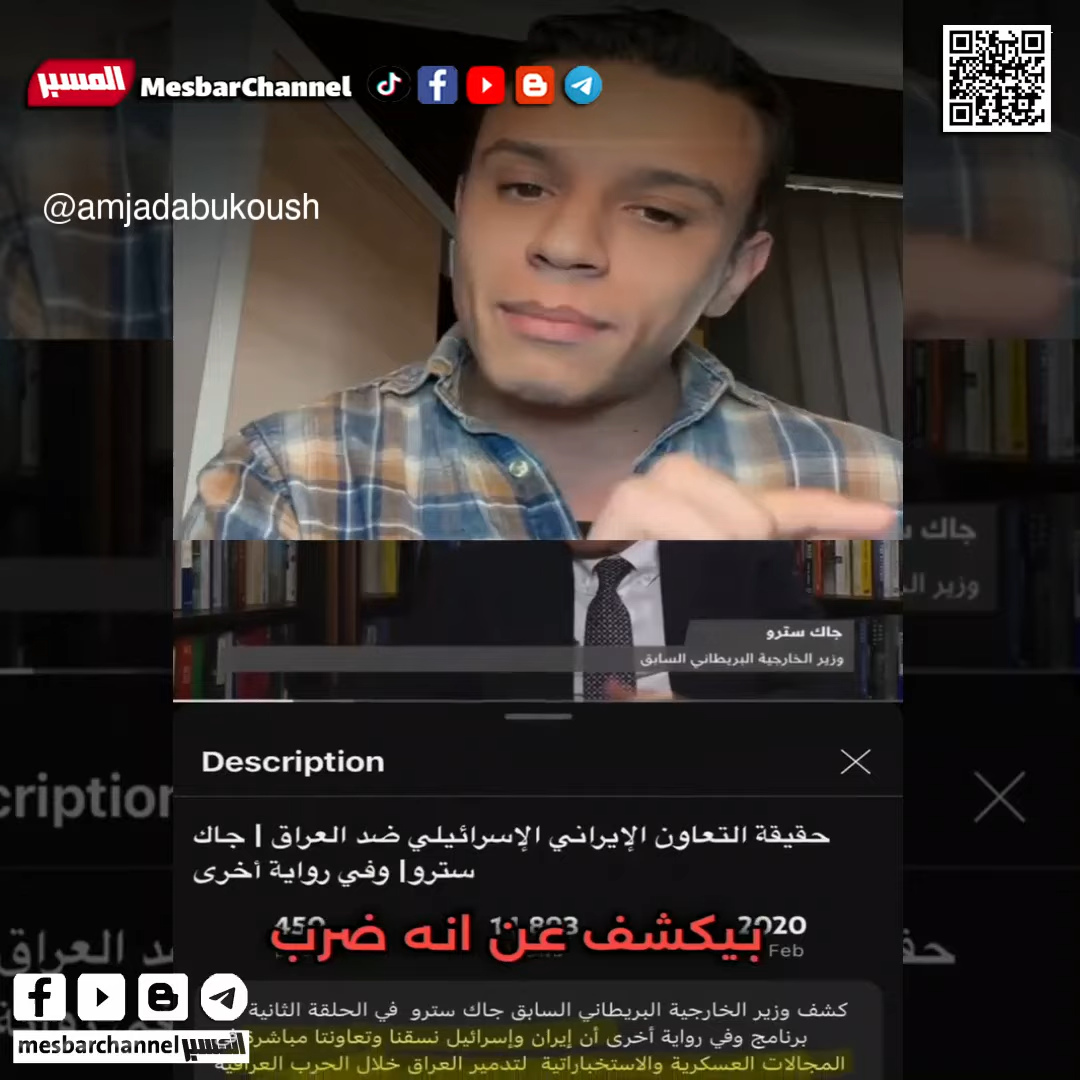 المسبر MesbarChannel
@amjadabukoush
جاك سترو
وزير الخارجية البريطاني السابق
Description
حقيقة التعاون الإيراني الإسرائيلي ضد العراق | جاك
سترو| وفي رواية أخرى
450 11,893 2020
Feb
بيكشف عن انه ضرب
كشف وزير الخارجية البريطاني السابق جاك سترو في الحلقة الثانية
برنامج وفي رواية أخرى أن إيران وإسرائيل نسقنا وتعاونتا مباشرة في
المجالات العسكرية والاستخباراتية لتدمير العراق خلال الحرب العراقية
mesbarchannel المسبر